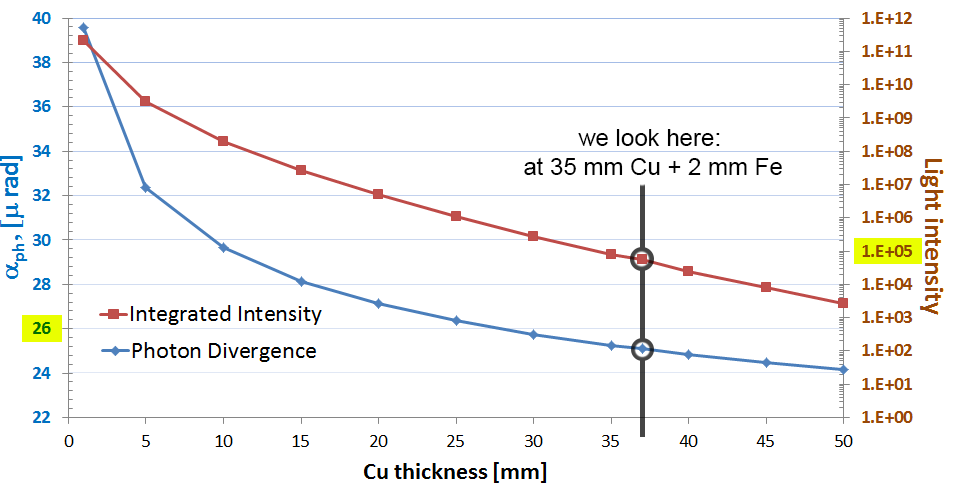 40
38
36
34
32
30
28
26
24
22
αph, [μ rad]
1.E+12
1.E+11
1.E+10
1.E+09
1.E+08
1.E+07
1.E+06
1.E+05
1.E+04
1.E+03
1.E+02
1.E+01
1.E+00
Light intensity
we look here:
at 35 mm Cu + 2 mm Fe
Integrated Intensity
Photon Divergence
0 5 10 15 20 25 30 35 40 45 50
Cu thickness [mm]